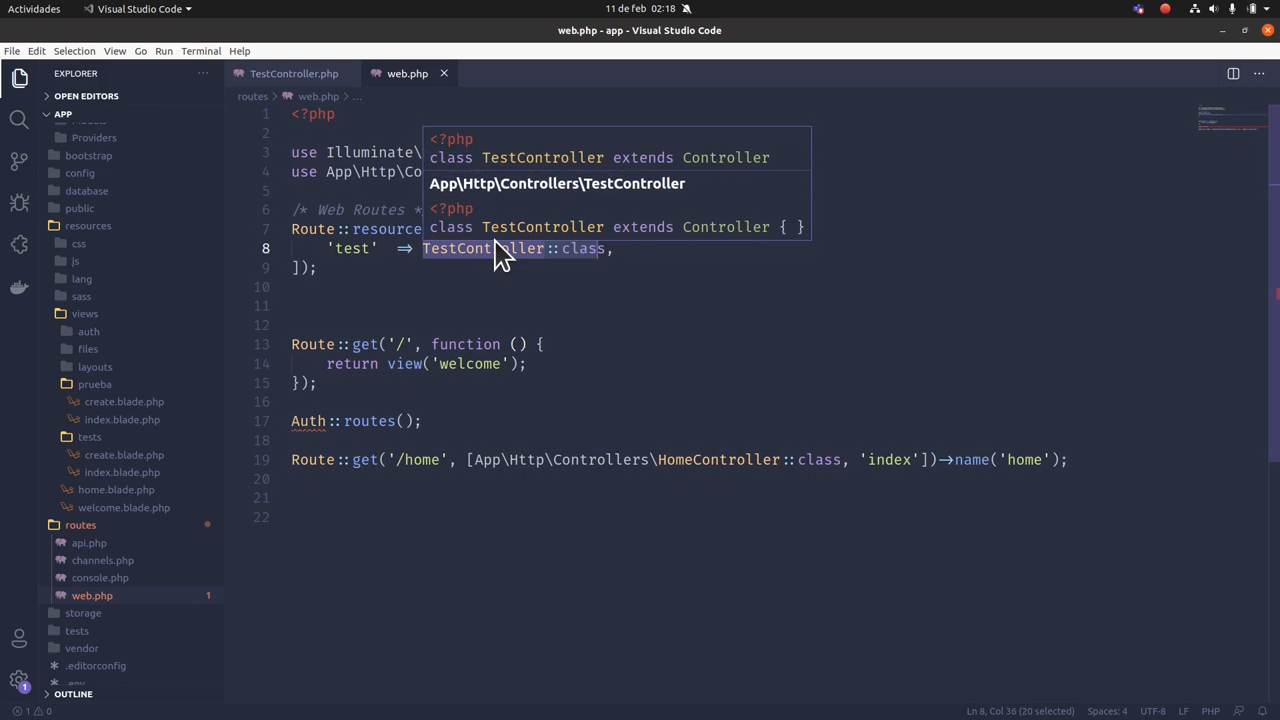 Actividades
Visual Studio Code
11 de feb 02:18
web.php - app - Visual Studio Code
File Edit Selection View Go Run Terminal Help
EXPLORER
OPEN EDITORS
APP
Providers
bootstrap
config
database
public
resources
css
js
lang
sass
views
auth
files
layouts
prueba
create.blade.php
index.blade.php
tests
create.blade.php
index.blade.php
home.blade.php
welcome.blade.php
routes
api.php
channels.php
console.php
web.php 1
storage
tests
vendor
.editorconfig
.env
OUTLINE
TestController.php
web.php
routes > web.php > ...
1 <?php
2
3 use Illuminate\
4 use App\Http\Co
5
6 /* Web Routes *
7 Route::resource
8 'test' => TestController::class,
9 ]);
10
11
12
13 Route::get('/', function () {
14 return view('welcome');
15 });
16
17 Auth::routes();
18
19 Route::get('/home', [App\Http\Controllers\HomeController::class, 'index'])->name('home');
20
21
22
<?php
class TestController extends Controller
App\Http\Controllers\TestController
<?php
class TestController extends Controller { }
1
1 0
Ln 8, Col 36 (20 selected) Spaces: 4 UTF-8 LF PHP